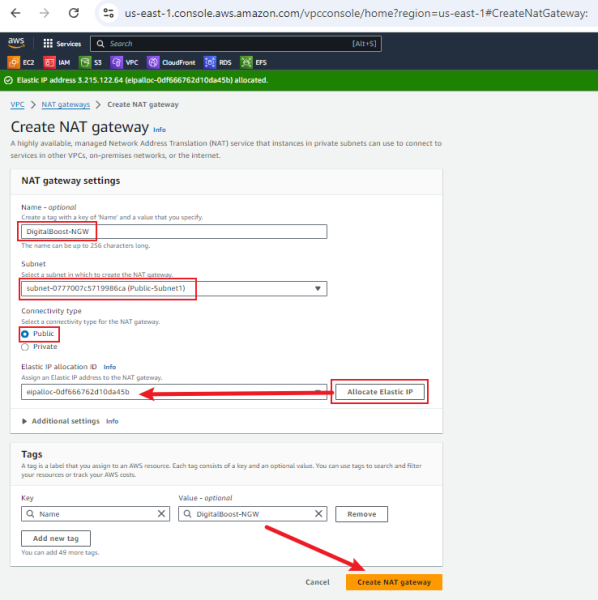 us-east-1.console.aws.amazon.com/vpcconsole/home?region=us-east-1#CreateNatGateway:
aws Services Search [Alt+S]
EC2 IAM S3 VPC CloudFront RDS EFS
Elastic IP address 3.215.122.64 (eipalloc-0df666762d10da45b) allocated.
VPC > NAT gateways > Create NAT gateway
Create NAT gateway Info
A highly available, managed Network Address Translation (NAT) service that instances in private subnets can use to connect to
services in other VPCs, on-premises networks, or the internet.
NAT gateway settings
Name - optional
Create a tag with a key of 'Name' and a value that you specify.
DigitalBoost-NGW
The name can be up to 256 characters long.
Subnet
Select a subnet in which to create the NAT gateway.
subnet-0777007c5719986ca (Public-Subnet1)
Connectivity type
Select a connectivity type for the NAT gateway.
Public
Private
Elastic IP allocation ID Info
Assign an Elastic IP address to the NAT gateway.
eipalloc-0df666762d10da45b Allocate Elastic IP
Additional settings Info
Tags
A tag is a label that you assign to an AWS resource. Each tag consists of a key and an optional value. You can use tags to search and filter
your resources or track your AWS costs.
Key Value - optional
Name DigitalBoost-NGW Remove
Add new tag
You can add 49 more tags.
Cancel Create NAT gateway